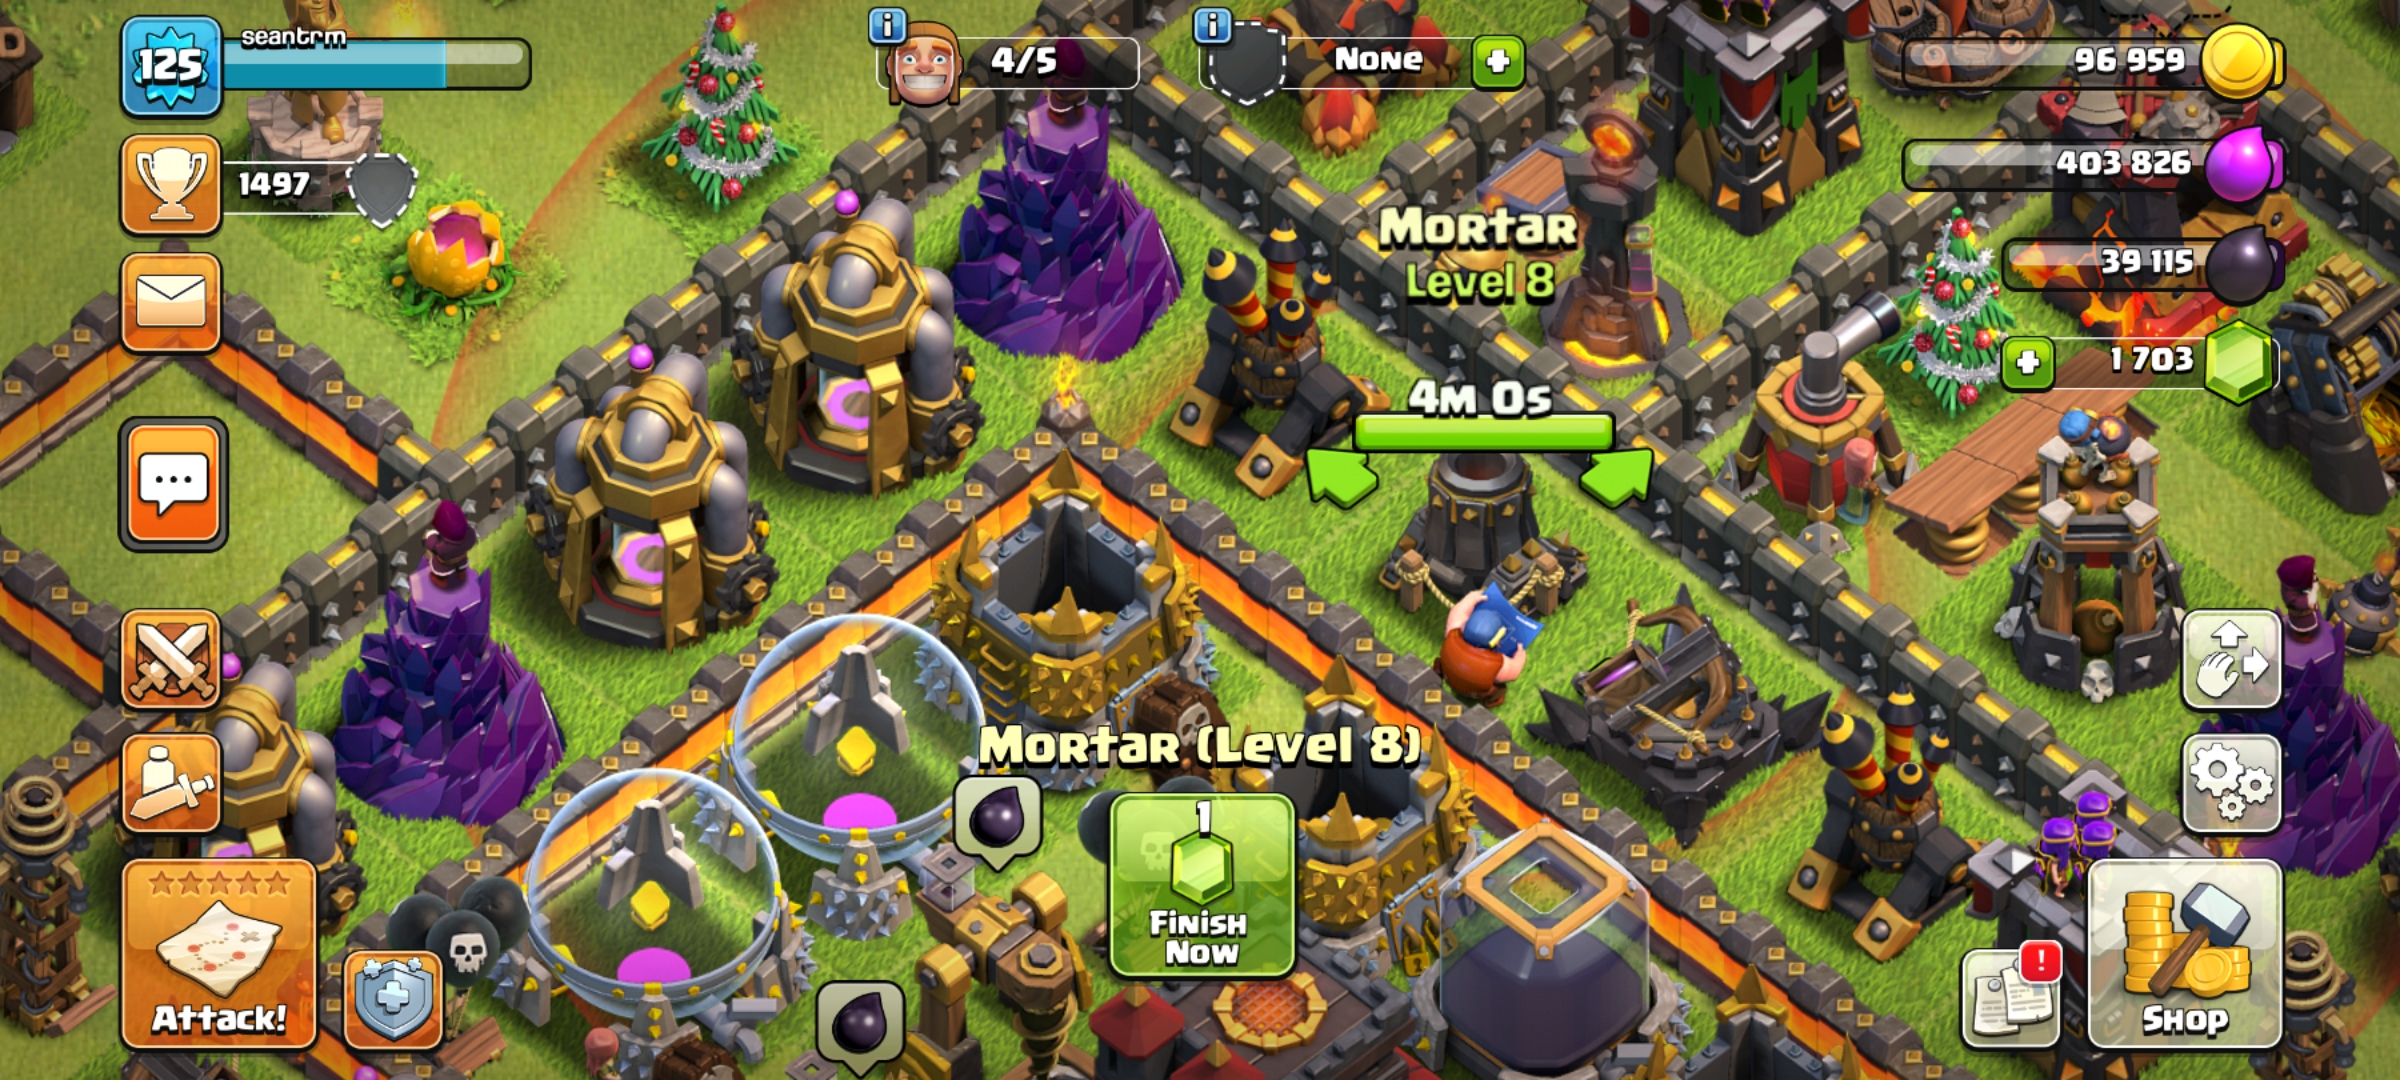 125
seantrm
4/5
None
96 959
1497
403 826
39 115
1 703
Mortar
Level 8
4M 0s
Mortar (Level 8)
1
Finish
Now
Attack!
!
Shop